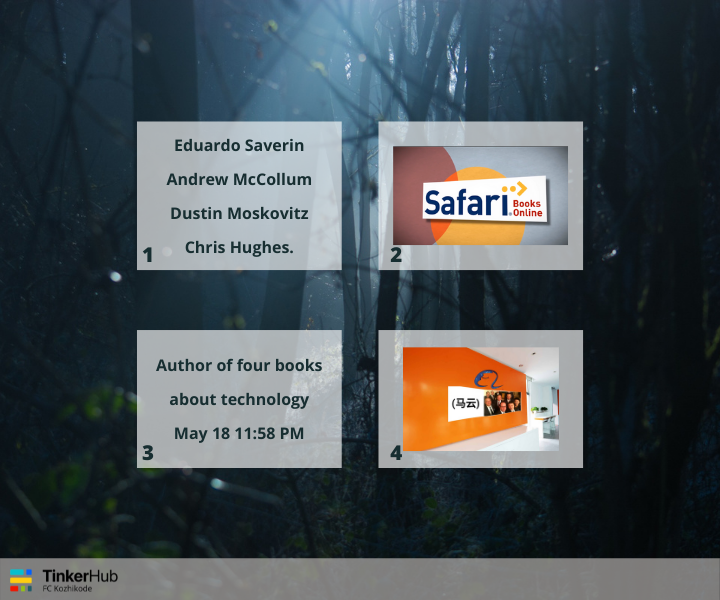 Eduardo Saverin
Andrew McCollum
Dustin Moskovitz
Chris Hughes.
1
Safari
Books
Online
2
Author of four books
about technology
May 18 11:58 PM
3
(马云)
4
TinkerHub
FC Kozhikode